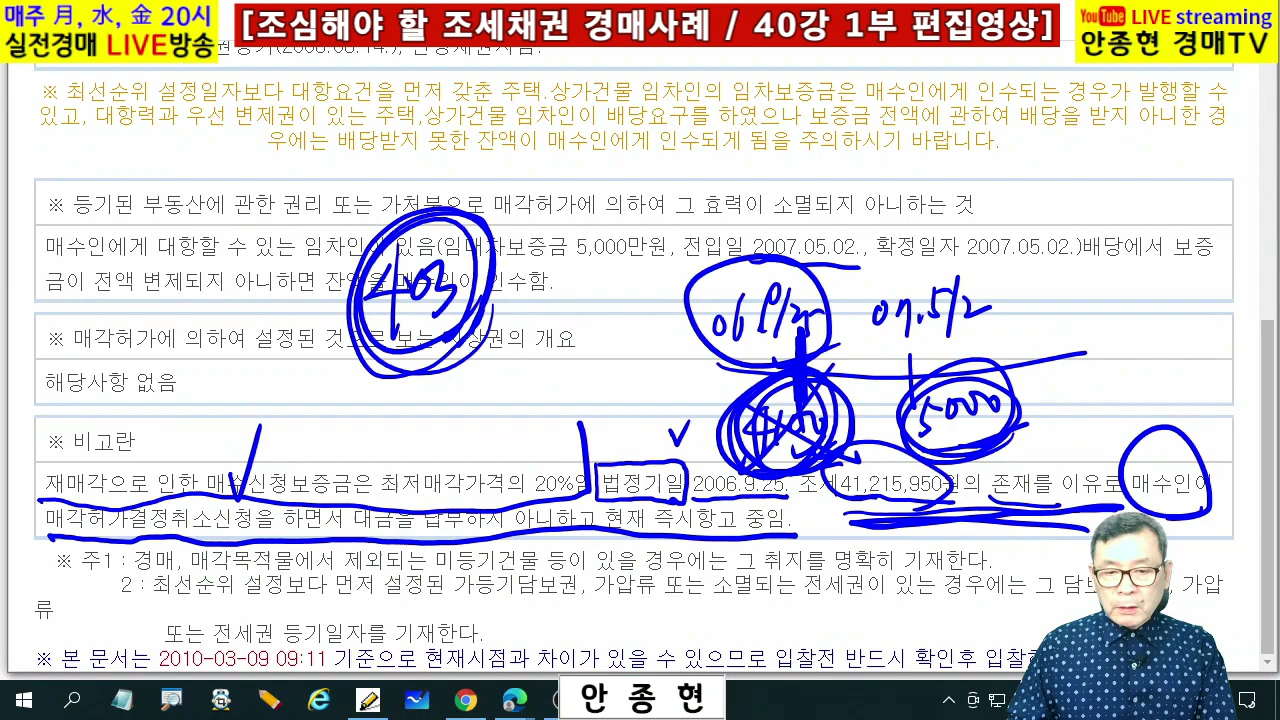 매주 月, 水, 金 20시
실전경매 LIVE방송
[조심해야 할 조세채권 경매사례 / 40강 1부 편집영상]
YouTube LIVE streaming
안종현 경매TV
※ 최선순위 설정일자보다 대항요건을 먼저 갖춘 주택.상가건물 임차인의 임차보증금은 매수인에게 인수되는 경우가 발행할 수
있고, 대항력과 우선 변제권이 있는 주택,상가건물 임차인이 배당요구를 하였으나 보증금 전액에 관하여 배당을 받지 아니한 경
우에는 배당받지 못한 잔액이 매수인에게 인수되게 됨을 주의하시기 바랍니다.
※ 등기된 부동산에 관한 권리 또는 가처분으로 매각허가에 의하여 그 효력이 소멸되지 아니하는 것
매수인에게 대항할 수 있는 임차인이 있음(임대차보증금 5,000만원, 전입일 2007.05.02., 확정일자 2007.05.02.)배당에서 보증
금이 전액 변제되지 아니하면 잔액을 매수인이 인수함.
403
06 9/25
07.5/2
※ 매각허가에 의하여 설정된 것으로 보는 지상권의 개요
해당사항 없음
5000
※ 비고란
재매각으로 인한 매수신청보증금은 최저매각가격의 20%임 법정기일 2006.9.25. 조세41,215,950원의 존재를 이유로 매수인이
매각허가결정취소신청을 하면서 대금을 납부하지 아니하고 현재 즉시항고 중임.
※ 주1 : 경매, 매각목적물에서 제외되는 미등기건물 등이 있을 경우에는 그 취지를 명확히 기재한다.
2 : 최선순위 설정보다 먼저 설정된 가등기담보권, 가압류 또는 소멸되는 전세권이 있는 경우에는 그 담보 , 가압
류
또는 전세권 등기일자를 기재한다.
※ 본 문서는 2010-03-09 09:11 기준으로 현재시점과 차이가 있을 수 있으므로 입찰전 반드시 확인후 입찰
안 종 현